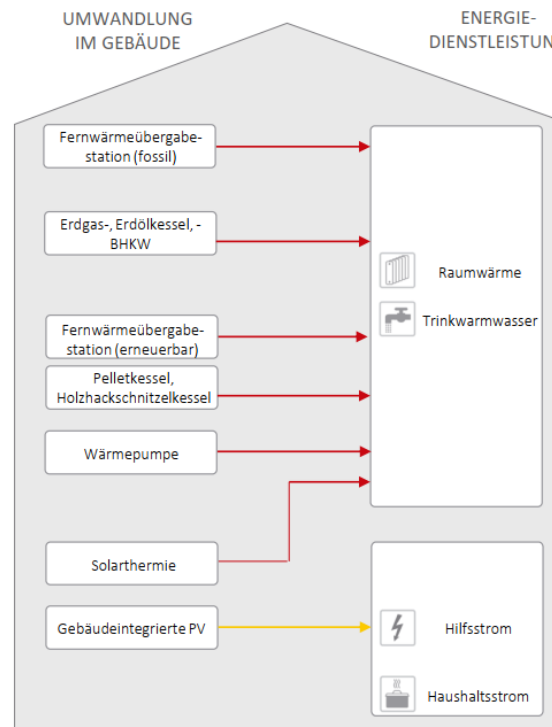 UMWANDLUNG
IM GEBÄUDE
ENERGIE-
DIENSTLEISTUN
Fernwärmeübergabe-
station (fossil)
Erdgas-, Erdölkessel, -
BHKW
Fernwärmeübergabe-
station (erneuerbar)
Pelletkessel,
Holzhackschnitzelkessel
Wärmepumpe
Solarthermie
Gebäudeintegrierte PV
Raumwärme
Trinkwarmwasser
Hilfsstrom
Haushaltsstrom